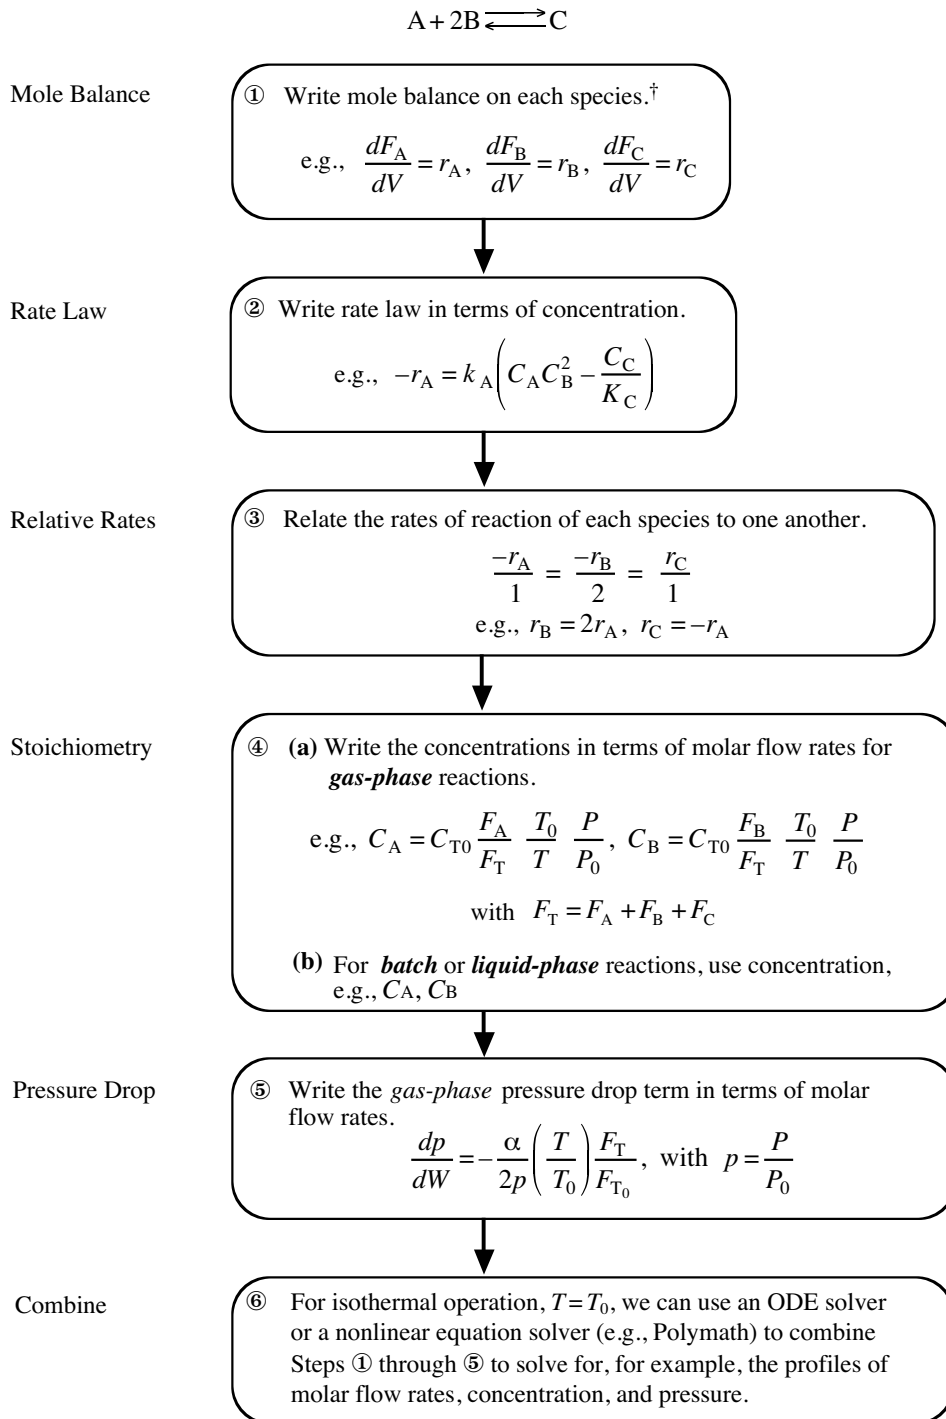 A + 2B ⇌ C
Mole Balance
① Write mole balance on each species.†
e.g., dF_A/dV = r_A, dF_B/dV = r_B, dF_C/dV = r_C
Rate Law
② Write rate law in terms of concentration.
e.g., –r_A = k_A (C_A C_B^2 – C_C/K_C)
Relative Rates
③ Relate the rates of reaction of each species to one another.
–r_A/1 = –r_B/2 = r_C/1
e.g., r_B = 2r_A, r_C = –r_A
Stoichiometry
④ (a) Write the concentrations in terms of molar flow rates for
gas-phase reactions.
e.g., C_A = C_T0 F_A/F_T T_0/T P/P_0, C_B = C_T0 F_B/F_T T_0/T P/P_0
with F_T = F_A + F_B + F_C
(b) For batch or liquid-phase reactions, use concentration,
e.g., CA, CB
Pressure Drop
⑤ Write the gas-phase pressure drop term in terms of molar
flow rates.
dp/dW = – α/2p (T/T_0) F_T/F_T_0, with p = P/P_0
Combine
⑥ For isothermal operation, T = T_0, we can use an ODE solver
or a nonlinear equation solver (e.g., Polymath) to combine
Steps ① through ⑤ to solve for, for example, the profiles of
molar flow rates, concentration, and pressure.